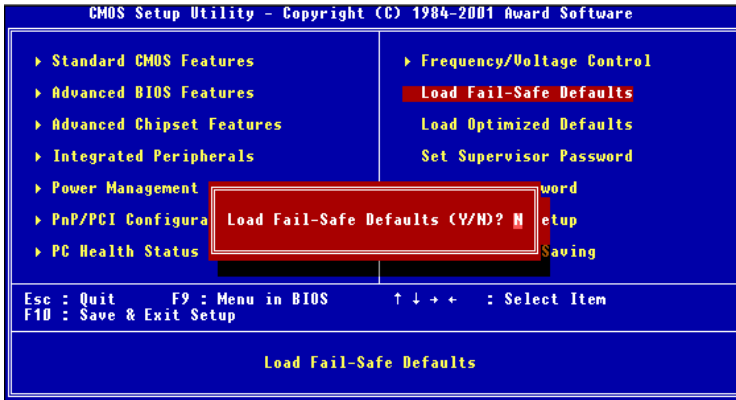 CMOS Setup Utility - Copyright (C) 1984-2001 Award Software
Standard CMOS Features
Advanced BIOS Features
Advanced Chipset Features
Integrated Peripherals
Power Management
PnP/PCI Configura
PC Health Status
Frequency/Voltage Control
Load Fail-Safe Defaults
Load Optimized Defaults
Set Supervisor Password
word
etup
Saving
Load Fail-Safe Defaults (Y/N)? N
Esc : Quit F9 : Menu in BIOS ↑ ↓ → ← : Select Item
F10 : Save & Exit Setup
Load Fail-Safe Defaults